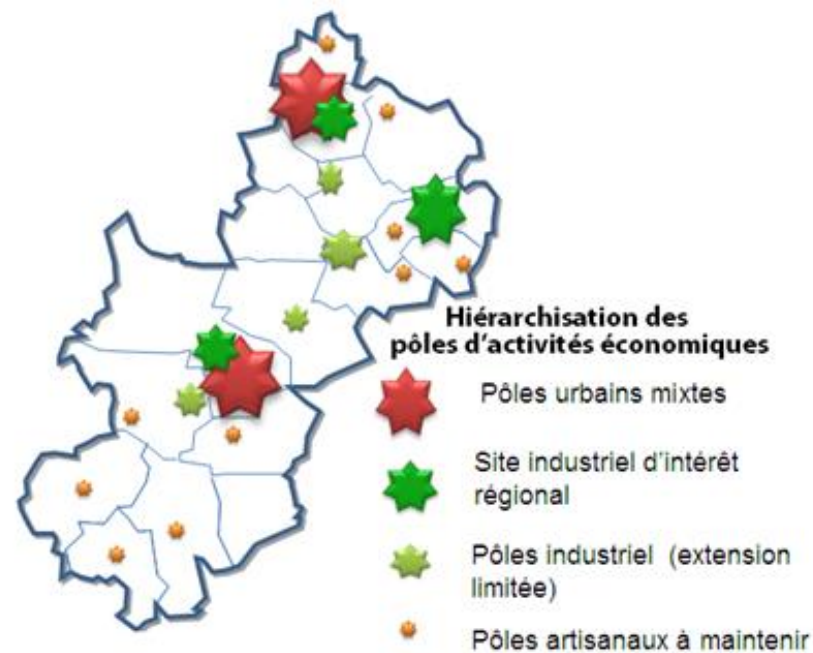 Hiérarchisation des
pôles d'activités économiques
Pôles urbains mixtes
Site industriel d'intérêt
régional
Pôles industriel (extension
limitée)
Pôles artisanaux à maintenir